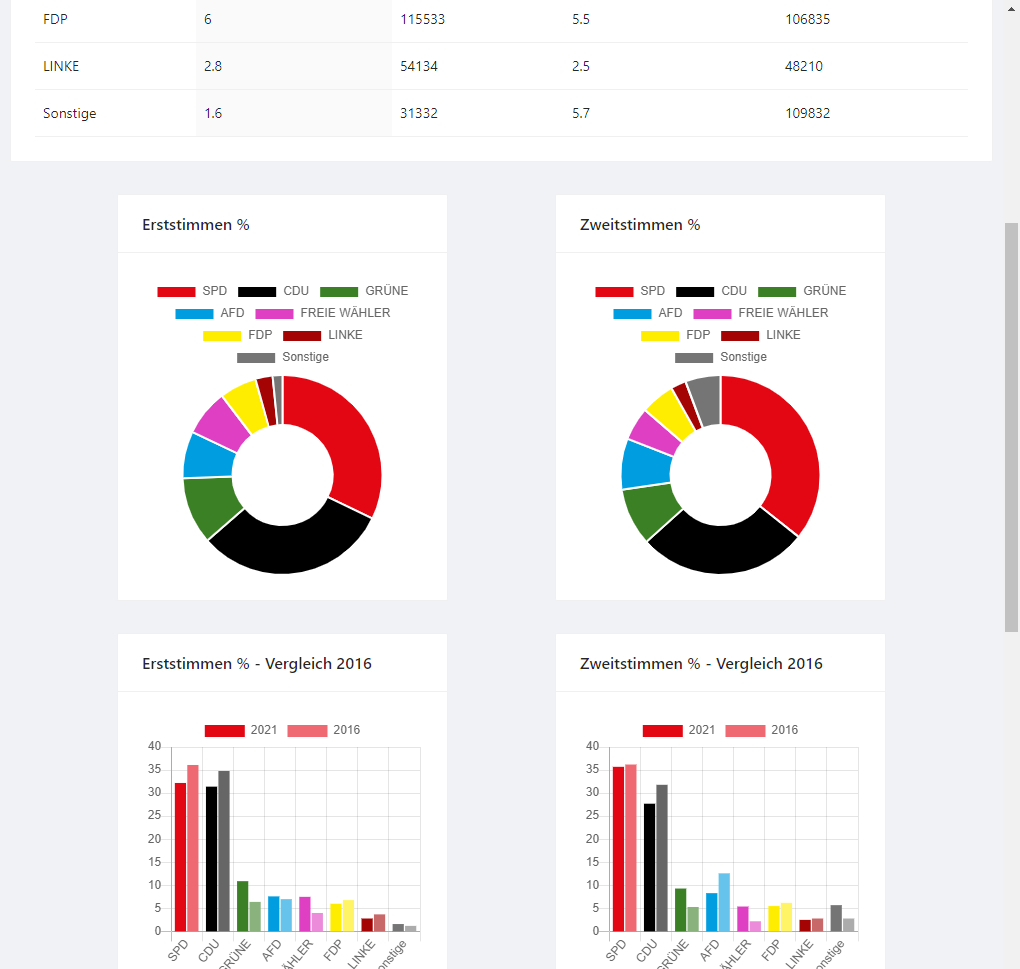 FDP 6 115533 5.5 106835
LINKE 2.8 54134 2.5 48210
Sonstige 1.6 31332 5.7 109832
Erststimmen %
SPD CDU GRÜNE
AFD FREIE WÄHLER
FDP LINKE
Sonstige
Zweitstimmen %
SPD CDU GRÜNE
AFD FREIE WÄHLER
FDP LINKE
Sonstige
Erststimmen % - Vergleich 2016
2021 2016
40
35
30
25
20
15
10
5
0
SPD CDU GRÜNE AFD ÄHLER FDP LINKE onstige
Zweitstimmen % - Vergleich 2016
2021 2016
40
35
30
25
20
15
10
5
0
SPD CDU GRÜNE AFD ÄHLER FDP LINKE onstige